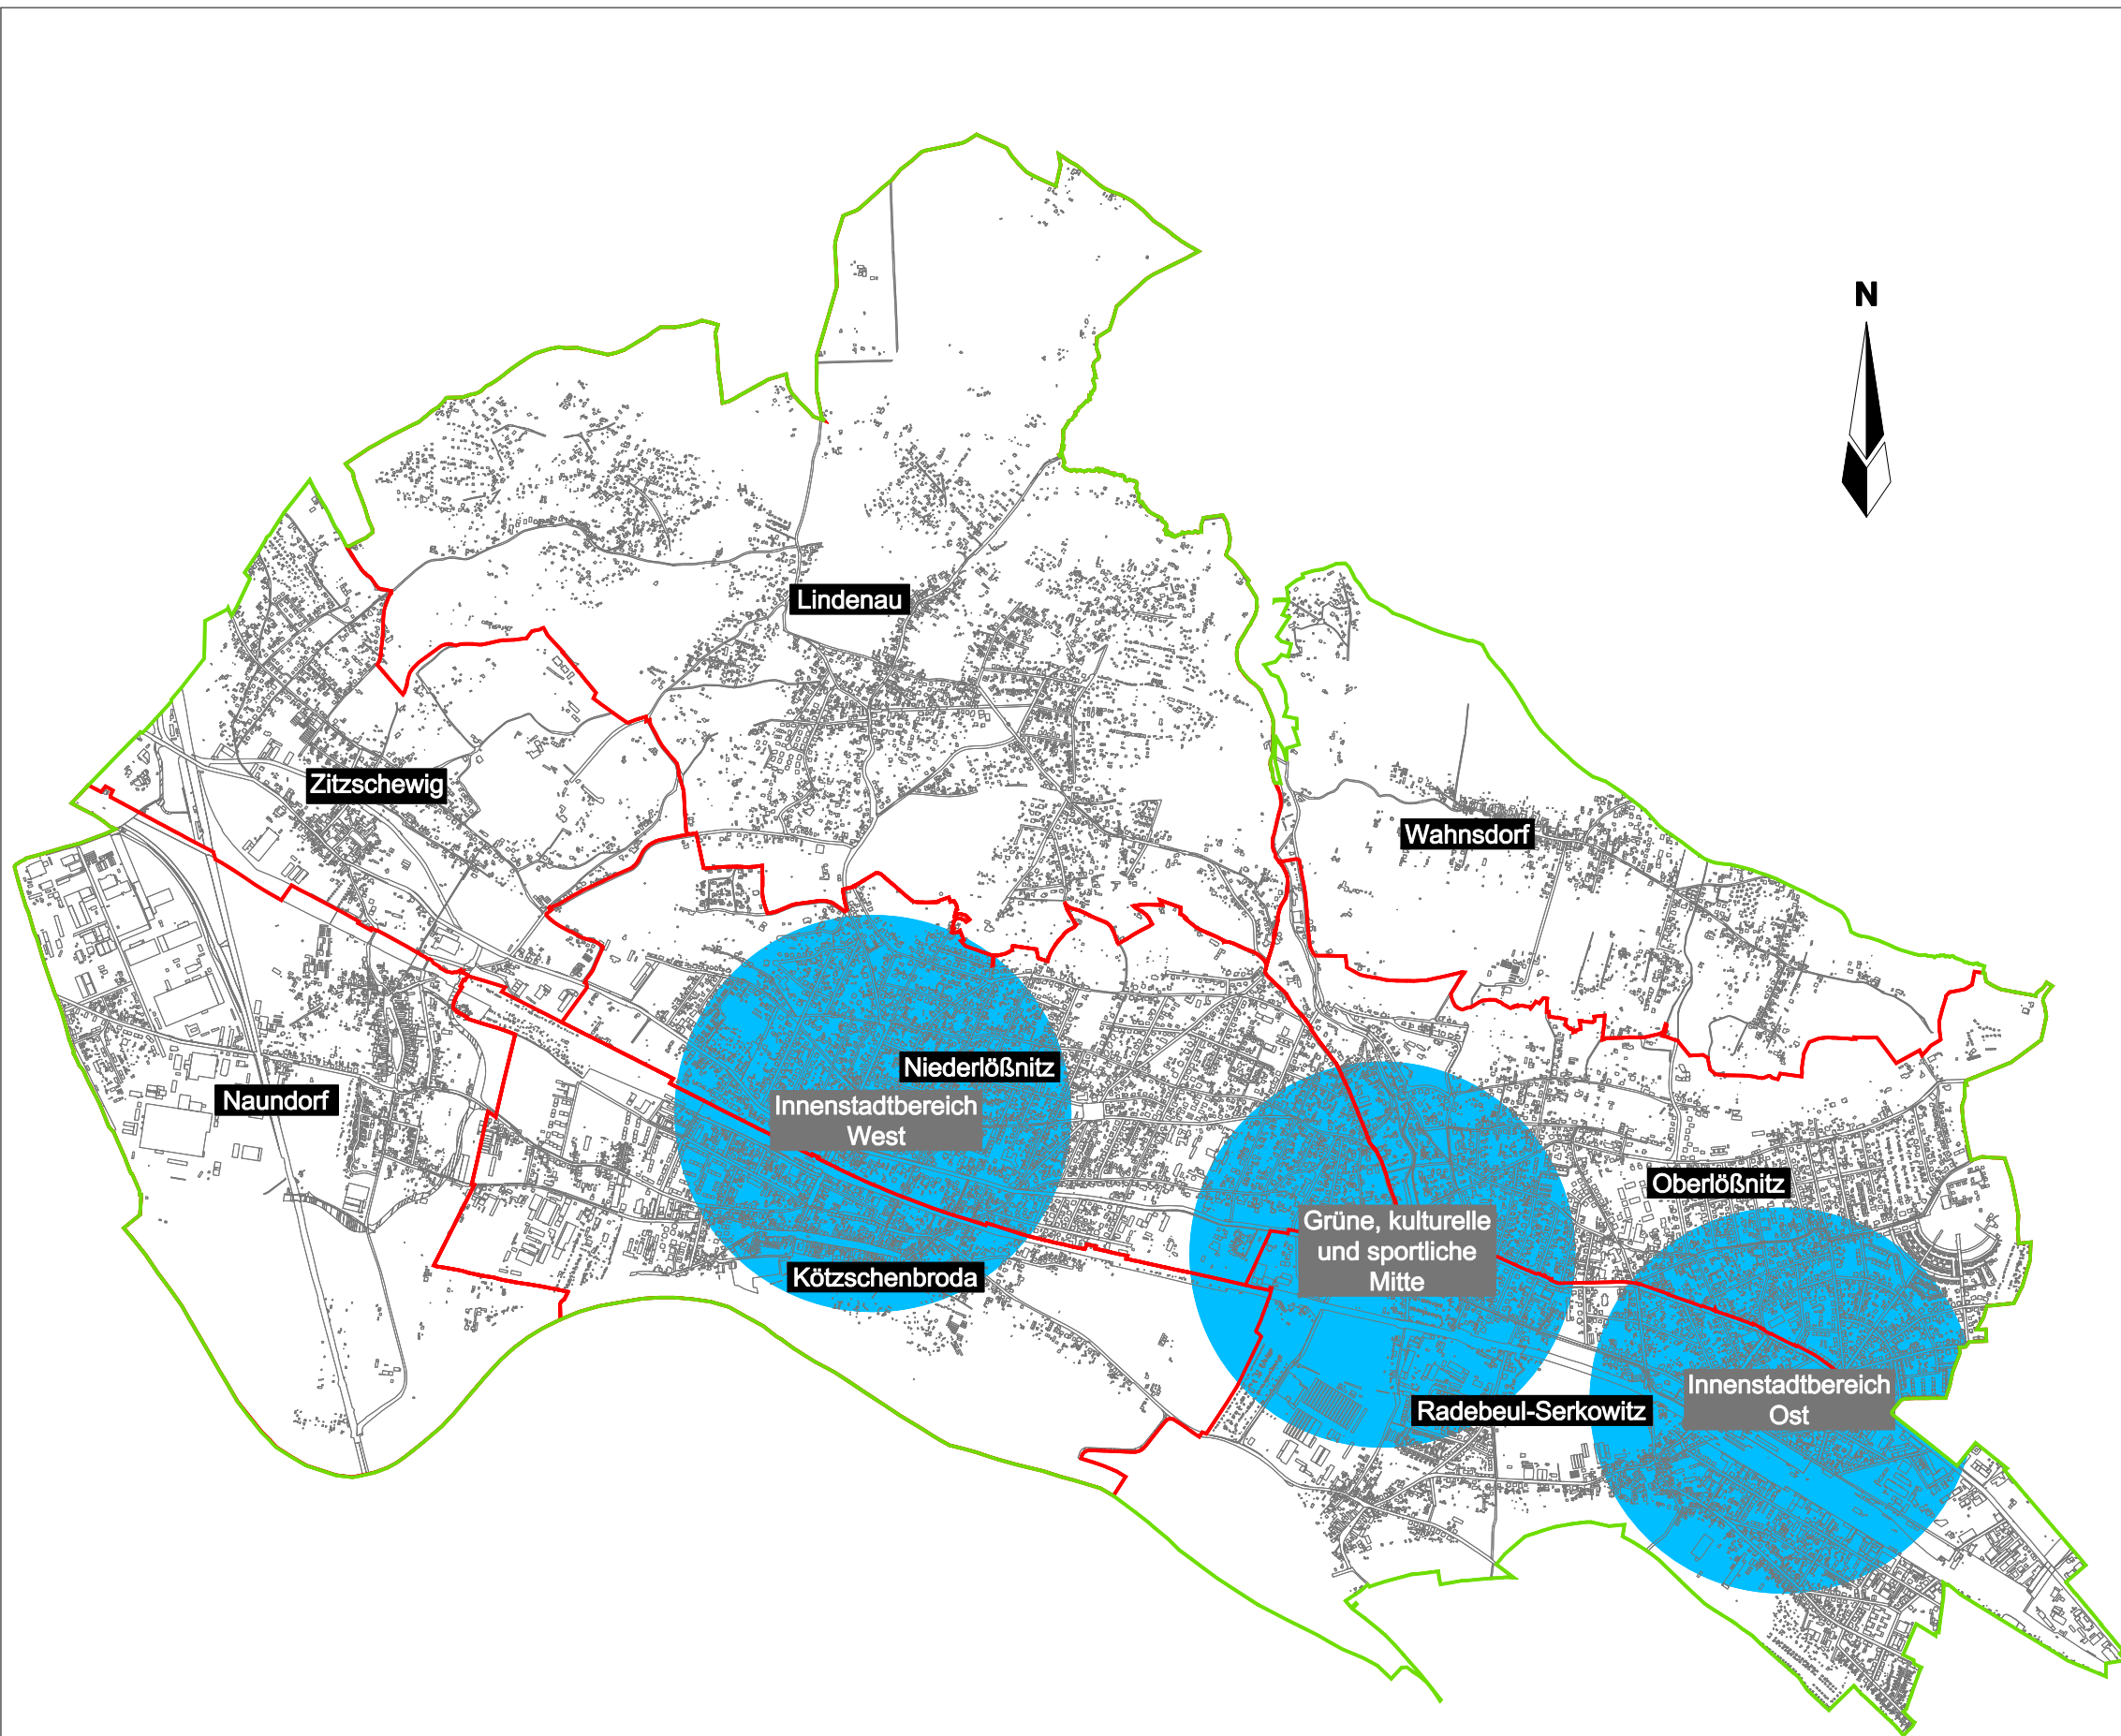 N
Lindenau
Zitzschewig
Wahnsdorf
Niederlößnitz
Naundorf
Innenstadtbereich
West
Oberlößnitz
Grüne, kulturelle
und sportliche
Mitte
Kötzschenbroda
Innenstadtbereich
Ost
Radebeul-Serkowitz